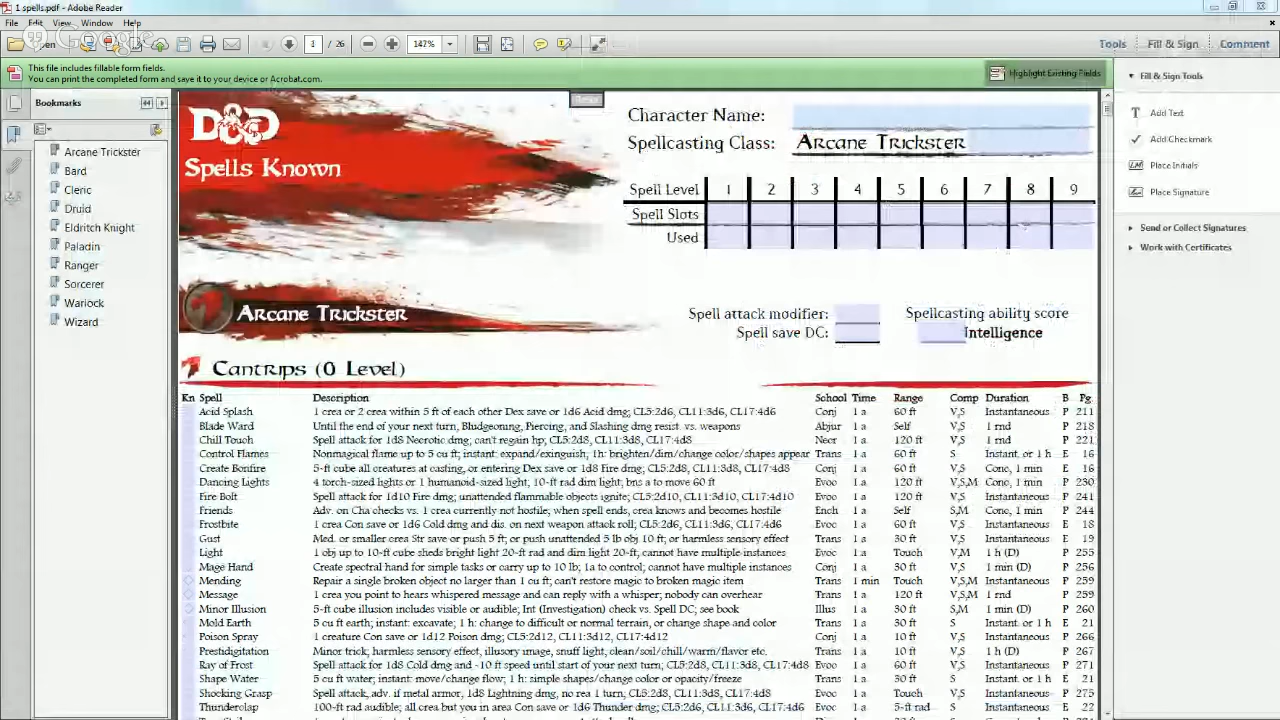 1 spells.pdf - Adobe Reader
File Edit View Window Help
Google
1 / 26 147% Tools Fill & Sign Comment
This file includes fillable form fields.
You can print the completed form and save it to your device or Acrobat.com.
Highlight Existing Fields
Bookmarks
Arcane Trickster
Bard
Cleric
Druid
Eldritch Knight
Paladin
Ranger
Sorcerer
Warlock
Wizard
D&D
Spells Known
Character Name:
Spellcasting Class: Arcane Trickster
Spell Level 1 2 3 4 5 6 7 8 9
Spell Slots
Used
Arcane Trickster
Spell attack modifier:
Spell save DC:
Spellcasting ability score
Intelligence
Cantrips (0 Level)
Kn Spell Description School Time Range Comp Duration B Pg.
Acid Splash 1 crea or 2 crea within 5 ft of each other Dex save or 1d6 Acid dmg; CL5:2d6, CL11:3d6, CL17:4d6 Conj 1 a 60 ft V,S Instantaneous P 211
Blade Ward Until the end of your next turn, Bludgeoning, Piercing, and Slashing dmg resist. vs. weapons Abjur 1 a Self V,S 1 rnd P 218
Chill Touch Spell attack for 1d8 Necrotic dmg; can't regain hp; CL5:2d8, CL11:3d8, CL17:4d8 Necr 1 a 120 ft V,S 1 rnd P 221
Control Flames Nonmagical flame up to 5 cu ft; instant: expand/exinguish; 1h: brighten/dim/change color/shapes appear Trans 1 a 60 ft S Instant. or 1 h E 16
Create Bonfire 5-ft cube all creatures at casting, or entering Dex save or 1d8 Fire dmg; CL5:2d8, CL11:3d8, CL17:4d8 Conj 1 a 60 ft V,S Conc, 1 min E 16
Dancing Lights 4 torch-sized lights or 1 humanoid-sized light; 10-ft rad dim light; bns a to move 60 ft Evoc 1 a 120 ft V,S,M Conc, 1 min P 230
Fire Bolt Spell attack for 1d10 Fire dmg; unattended flammable objects ignite; CL5:2d10, CL11:3d10, CL17:4d10 Evoc 1 a 120 ft V,S Instantaneous P 241
Friends Adv. on Cha checks vs. 1 crea currently not hostile; when spell ends, crea knows and becomes hostile Ench 1 a Self S,M Conc, 1 min P 244
Frostbite 1 crea Con save or 1d6 Cold dmg and dis. on next weapon attack roll; CL5:2d6, CL11:3d6, CL17:4d6 Evoc 1 a 60 ft V,S Instantaneous E 18
Gust Med. or smaller crea Str save or push 5 ft; or push unattended 5 lb obj 10 ft; or harmless sensory effect Trans 1 a 30 ft V,S Instantaneous E 19
Light 1 obj up to 10-ft cube sheds bright light 20-ft rad and dim light 20-ft; cannot have multiple instances Evoc 1 a Touch V,M 1 h (D) P 255
Mage Hand Create spectral hand for simple tasks or carry up to 10 lb; 1a to control; cannot have multiple instances Conj 1 a 30 ft V,S 1 min (D) P 256
Mending Repair a single broken object no larger than 1 cu ft; can't restore magic to broken magic item Trans 1 min Touch V,S,M Instantaneous P 259
Message 1 crea you point to hears whispered message and can reply with a whisper; nobody can overhear Trans 1 a 120 ft V,S,M 1 rnd P 259
Minor Illusion 5-ft cube illusion includes visible or audible; Int (Investigation) check vs. Spell DC; see book Illus 1 a 30 ft S,M 1 min (D) P 260
Mold Earth 5 cu ft earth; instant: excavate; 1 h: change to difficult or normal terrain, or change shape and color Trans 1 a 30 ft S Instant. or 1 h E 21
Poison Spray 1 creature Con save or 1d12 Poison dmg; CL5:2d12, CL11:3d12, CL17:4d12 Conj 1 a 10 ft V,S Instantaneous P 266
Prestidigitation Minor trick; harmless sensory effect, illusory image, snuff light, clean/soil/chill/warm/flavor etc. Trans 1 a 10 ft V,S 1 h (D) P 267
Ray of Frost Spell attack for 1d8 Cold dmg and -10 ft speed until start of your next turn; CL5:2d8, CL11:3d8, CL17:4d8 Evoc 1 a 60 ft V,S Instantaneous P 271
Shape Water 5 cu ft water; instant: move/change flow; 1 h: simple shapes/change color or opacity/freeze Trans 1 a 30 ft S Instant. or 1 h E 21
Shocking Grasp Spell attack, adv. if metal armor, 1d8 Lightning dmg, no rea 1 turn; CL5:2d8, CL11:3d8, CL17:4d8 Evoc 1 a Touch V,S Instantaneous P 275
Thunderclap 100-ft rad audible; all crea but you in area Con save or 1d6 Thunder dmg; CL5:2d6, CL11:3d6, CL17:4d6 Evoc 1 a 5-ft rad S Instantaneous E 22
Fill & Sign Tools
Add Text
Add Checkmark
Place Initials
Place Signature
Send or Collect Signatures
Work with Certificates